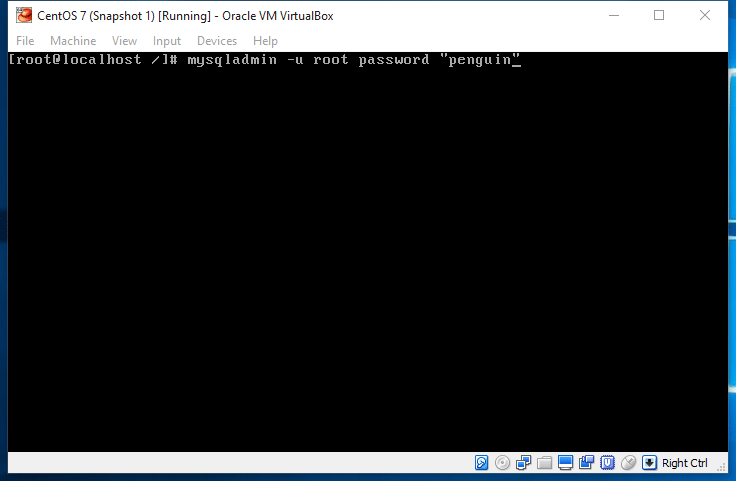 CentOS 7 (Snapshot 1) [Running] - Oracle VM VirtualBox
File Machine View Input Devices Help
[root@localhost /]# mysqladmin -u root password "penguin_
Right Ctrl